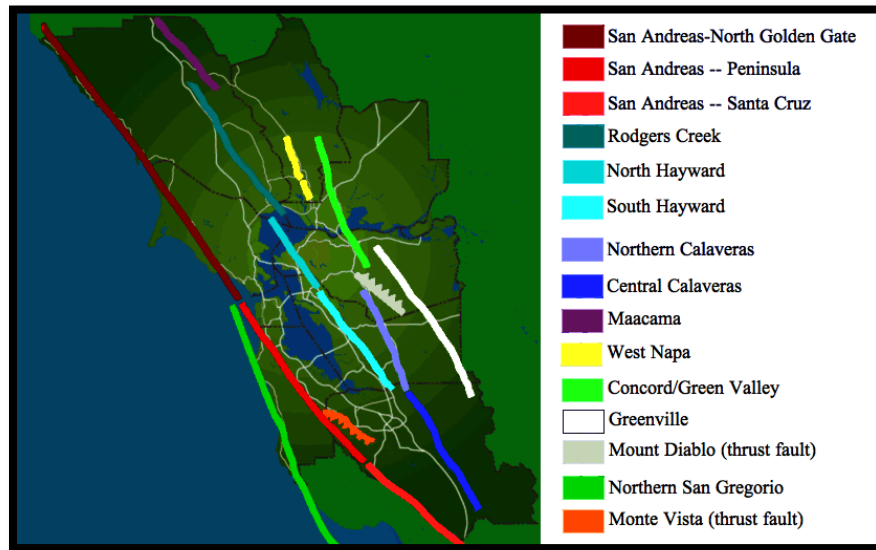 San Andreas-North Golden Gate
San Andreas -- Peninsula
San Andreas -- Santa Cruz
Rodgers Creek
North Hayward
South Hayward
Northern Calaveras
Central Calaveras
Maacama
West Napa
Concord/Green Valley
Greenville
Mount Diablo (thrust fault)
Northern San Gregorio
Monte Vista (thrust fault)